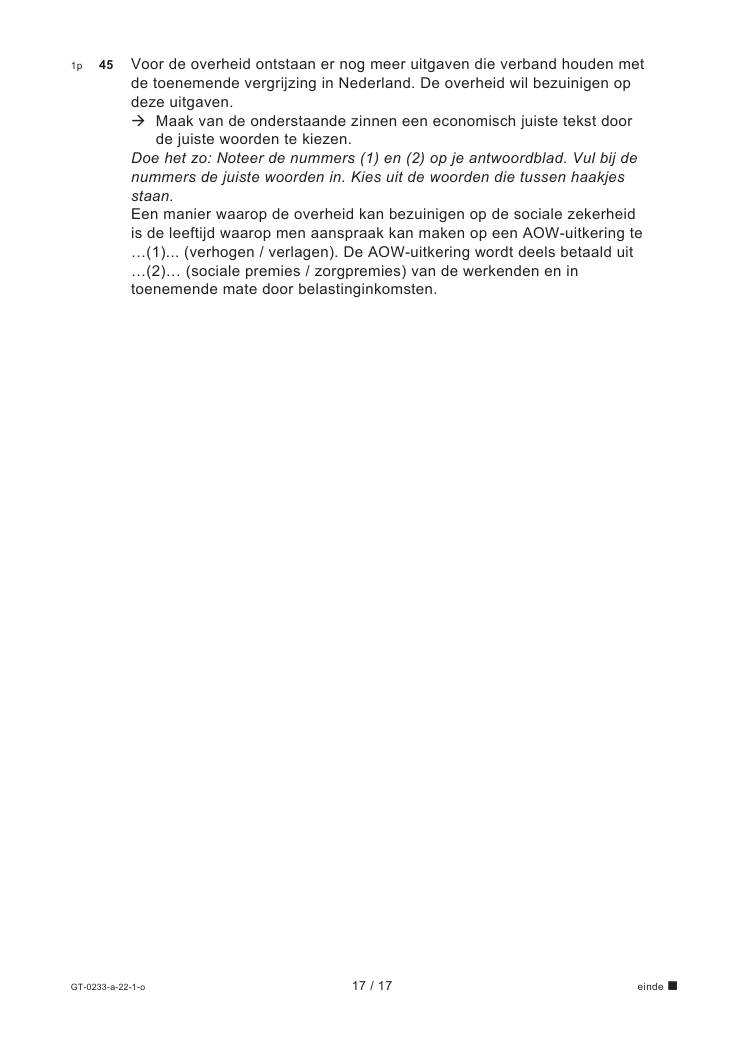 1p 45 Voor de overheid ontstaan er nog meer uitgaven die verband houden met
de toenemende vergrijzing in Nederland. De overheid wil bezuinigen op
deze uitgaven.
→ Maak van de onderstaande zinnen een economisch juiste tekst door
de juiste woorden te kiezen.
Doe het zo: Noteer de nummers (1) en (2) op je antwoordblad. Vul bij de
nummers de juiste woorden in. Kies uit de woorden die tussen haakjes
staan.
Een manier waarop de overheid kan bezuinigen op de sociale zekerheid
is de leeftijd waarop men aanspraak kan maken op een AOW-uitkering te
…(1)... (verhogen / verlagen). De AOW-uitkering wordt deels betaald uit
…(2)… (sociale premies / zorgpremies) van de werkenden en in
toenemende mate door belastinginkomsten.
GT-0233-a-22-1-o 17 / 17 einde ■